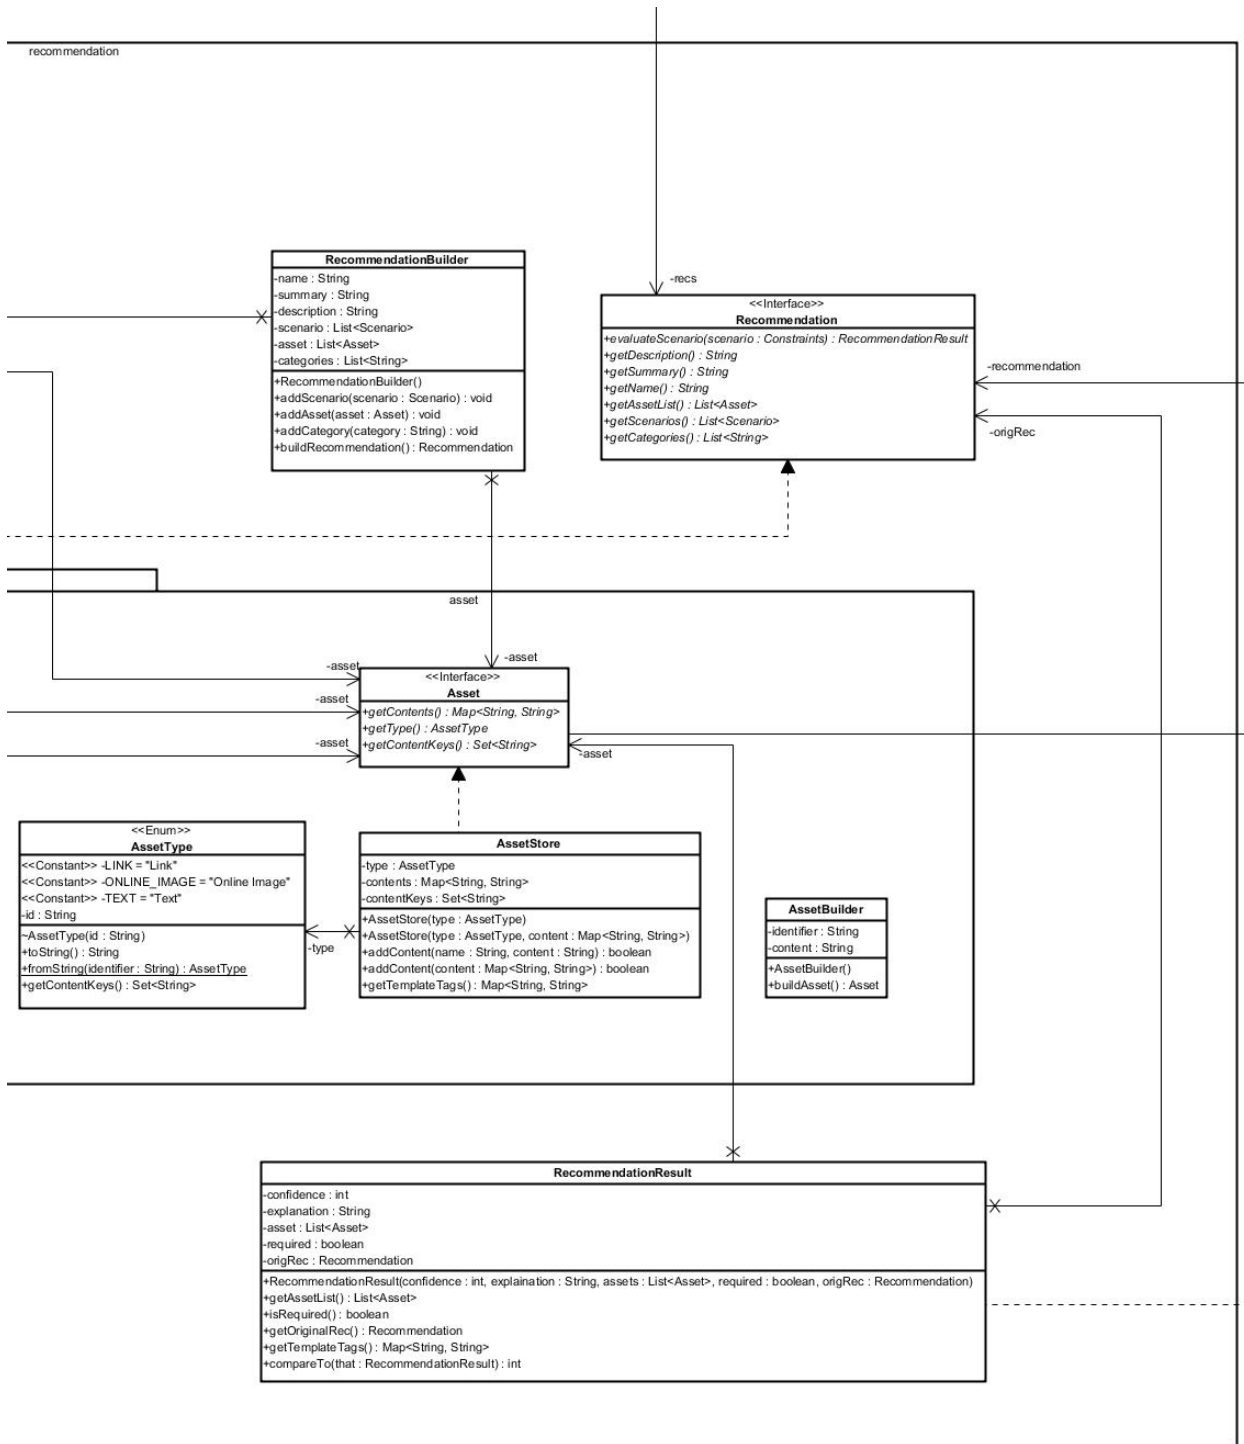 recommendation
RecommendationBuilder
-name : String
-summary : String
-description : String
-scenario : List<Scenario>
-asset : List<Asset>
-categories : List<String>
+RecommendationBuilder()
+addScenario(scenario : Scenario) : void
+addAsset(asset : Asset) : void
+addCategory(category : String) : void
+buildRecommendation() : Recommendation
-recs
<<Interface>>
Recommendation
+evaluateScenario(scenario : Constraints) : RecommendationResult
+getDescription() : String
+getSummary() : String
+getName() : String
+getAssetList() : List<Asset>
+getScenarios() : List<Scenario>
+getCategories() : List<String>
-recommendation
-origRec
asset
-asset
-asset
-asset
-asset
-asset
<<Interface>>
Asset
+getContents() : Map<String, String>
+getType() : AssetType
+getContentKeys() : Set<String>
<<Enum>>
AssetType
<<Constant>> -LINK = "Link"
<<Constant>> -ONLINE_IMAGE = "Online Image"
<<Constant>> -TEXT = "Text"
-id : String
~AssetType(id : String)
+toString() : String
+fromString(identifier : String) : AssetType
+getContentKeys() : Set<String>
-type
AssetStore
-type : AssetType
-contents : Map<String, String>
-contentKeys : Set<String>
+AssetStore(type : AssetType)
+AssetStore(type : AssetType, content : Map<String, String>)
+addContent(name : String, content : String) : boolean
+addContent(content : Map<String, String>) : boolean
+getTemplateTags() : Map<String, String>
AssetBuilder
-identifier : String
-content : String
+AssetBuilder()
+buildAsset() : Asset
RecommendationResult
-confidence : int
-explanation : String
-asset : List<Asset>
-required : boolean
-origRec : Recommendation
+RecommendationResult(confidence : int, explaination : String, assets : List<Asset>, required : boolean, origRec : Recommendation)
+getAssetList() : List<Asset>
+isRequired() : boolean
+getOriginalRec() : Recommendation
+getTemplateTags() : Map<String, String>
+compareTo(that : RecommendationResult) : int